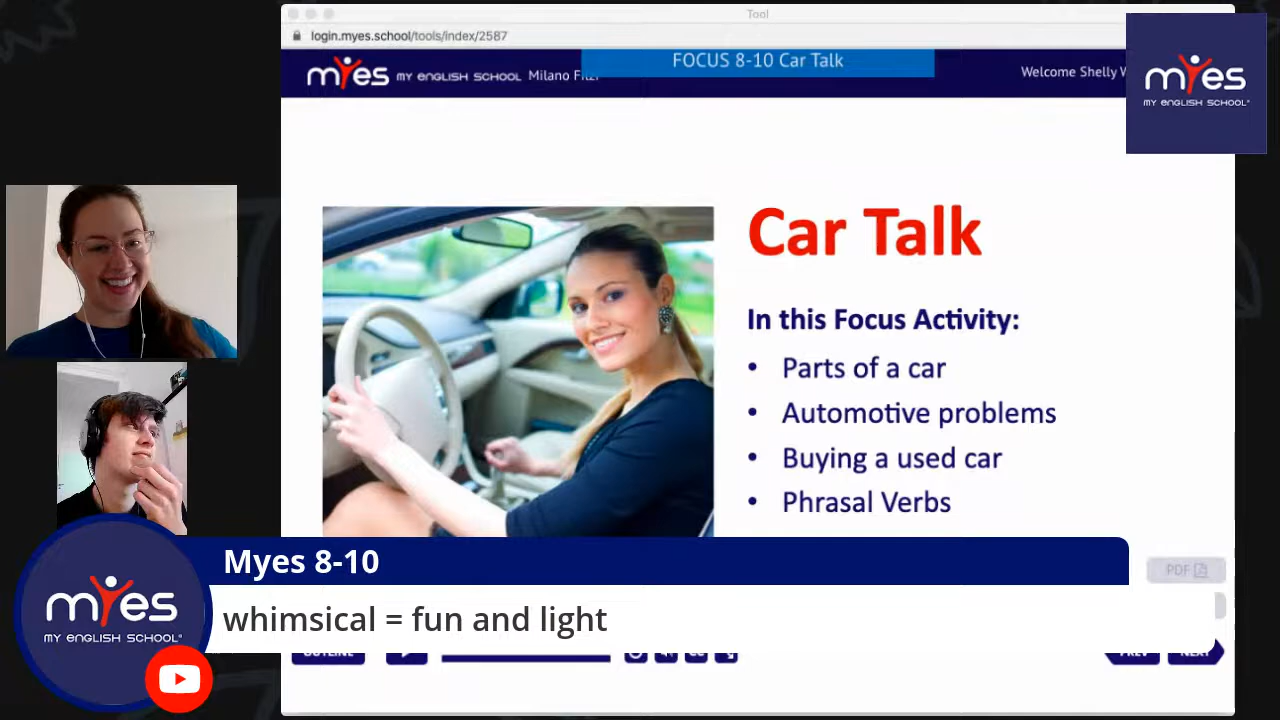 Tool
login.myes.school/tools/index/2587
FOCUS 8-10 Car Talk
myes MY ENGLISH SCHOOL Milano
Welcome Shelly
myes
MY ENGLISH SCHOOL
Car Talk
In this Focus Activity:
• Parts of a car
• Automotive problems
• Buying a used car
• Phrasal Verbs
PDF
Myes 8-10
whimsical = fun and light
myes
MY ENGLISH SCHOOL
OUTLINE
PREV
NEXT